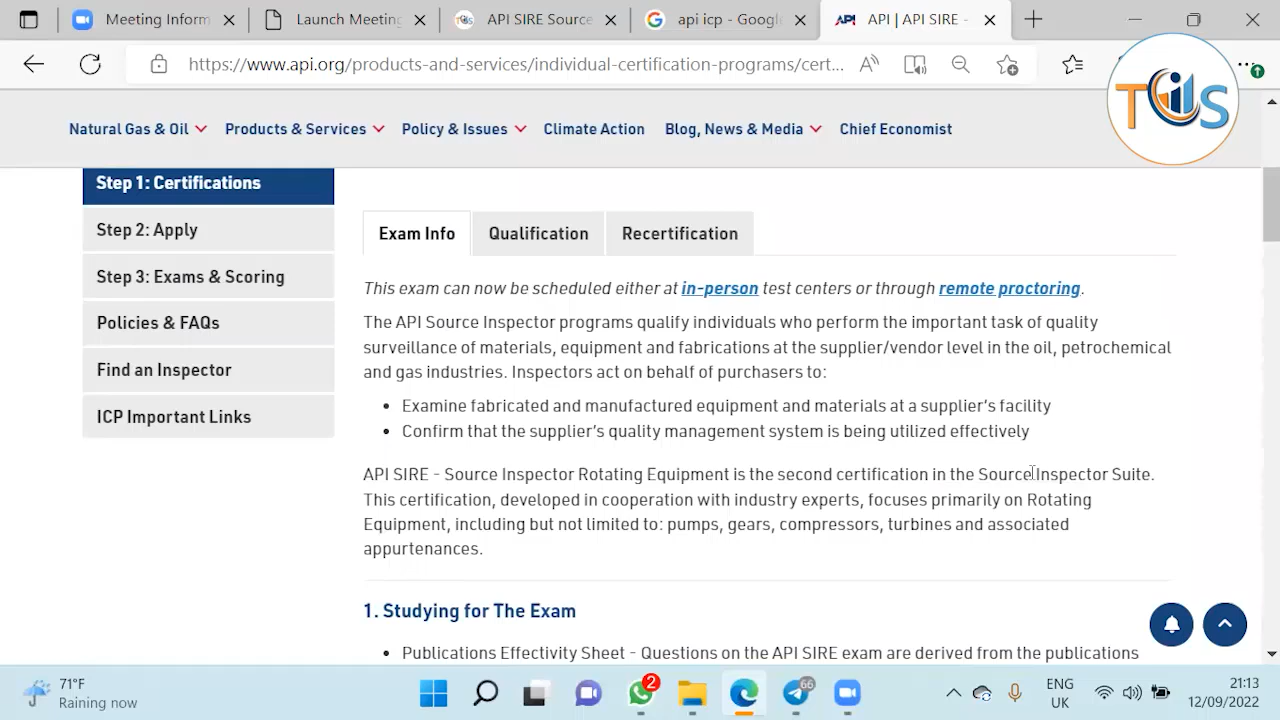 Meeting Inform
Launch Meeting
API SIRE Source
api icp - Google
API
API | API SIRE -
https://www.api.org/products-and-services/individual-certification-programs/cert...
TIS
Natural Gas & Oil
Products & Services
Policy & Issues
Climate Action
Blog, News & Media
Chief Economist
Step 1: Certifications
Step 2: Apply
Step 3: Exams & Scoring
Policies & FAQs
Find an Inspector
ICP Important Links
Exam Info
Qualification
Recertification
This exam can now be scheduled either at in-person test centers or through remote proctoring.
The API Source Inspector programs qualify individuals who perform the important task of quality
surveillance of materials, equipment and fabrications at the supplier/vendor level in the oil, petrochemical
and gas industries. Inspectors act on behalf of purchasers to:
• Examine fabricated and manufactured equipment and materials at a supplier's facility
• Confirm that the supplier's quality management system is being utilized effectively
API SIRE - Source Inspector Rotating Equipment is the second certification in the Source Inspector Suite.
This certification, developed in cooperation with industry experts, focuses primarily on Rotating
Equipment, including but not limited to: pumps, gears, compressors, turbines and associated
appurtenances.
1. Studying for The Exam
• Publications Effectivity Sheet - Questions on the API SIRE exam are derived from the publications
71°F
Raining now
2
66
ENG
UK
21:13
12/09/2022